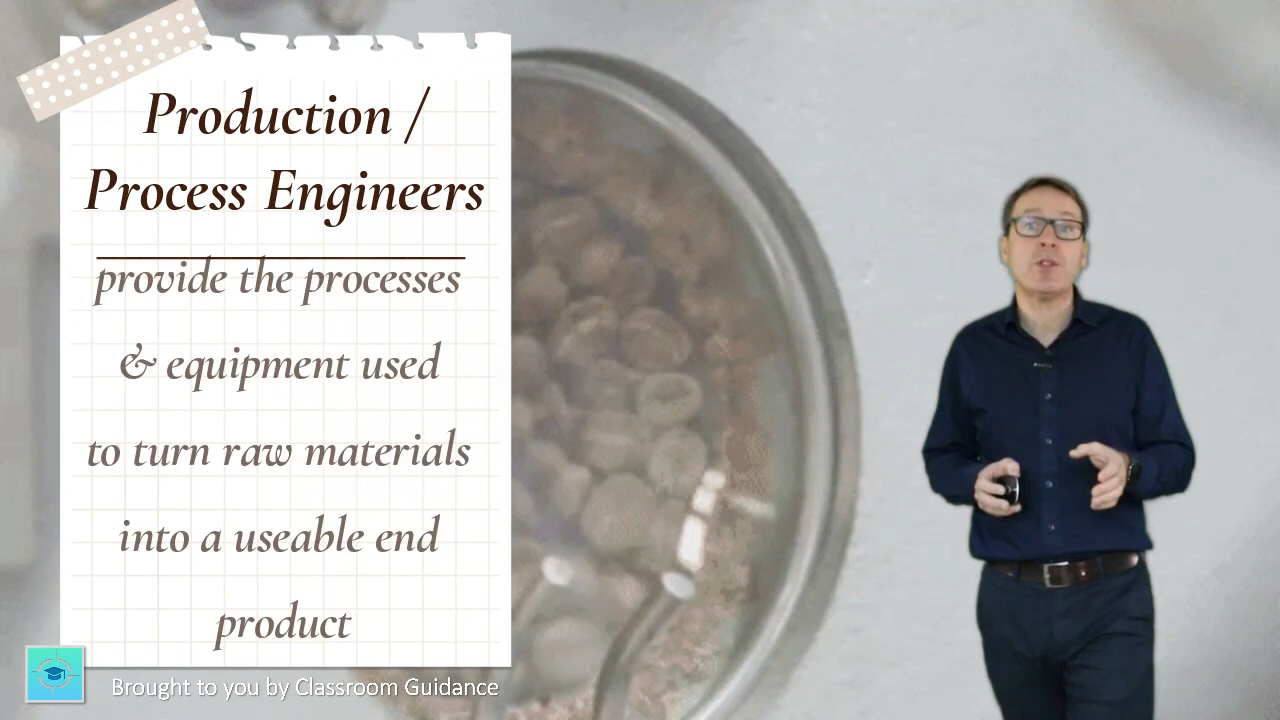 Production /
Process Engineers
provide the processes
& equipment used
to turn raw materials
into a useable end
product
Brought to you by Classroom Guidance